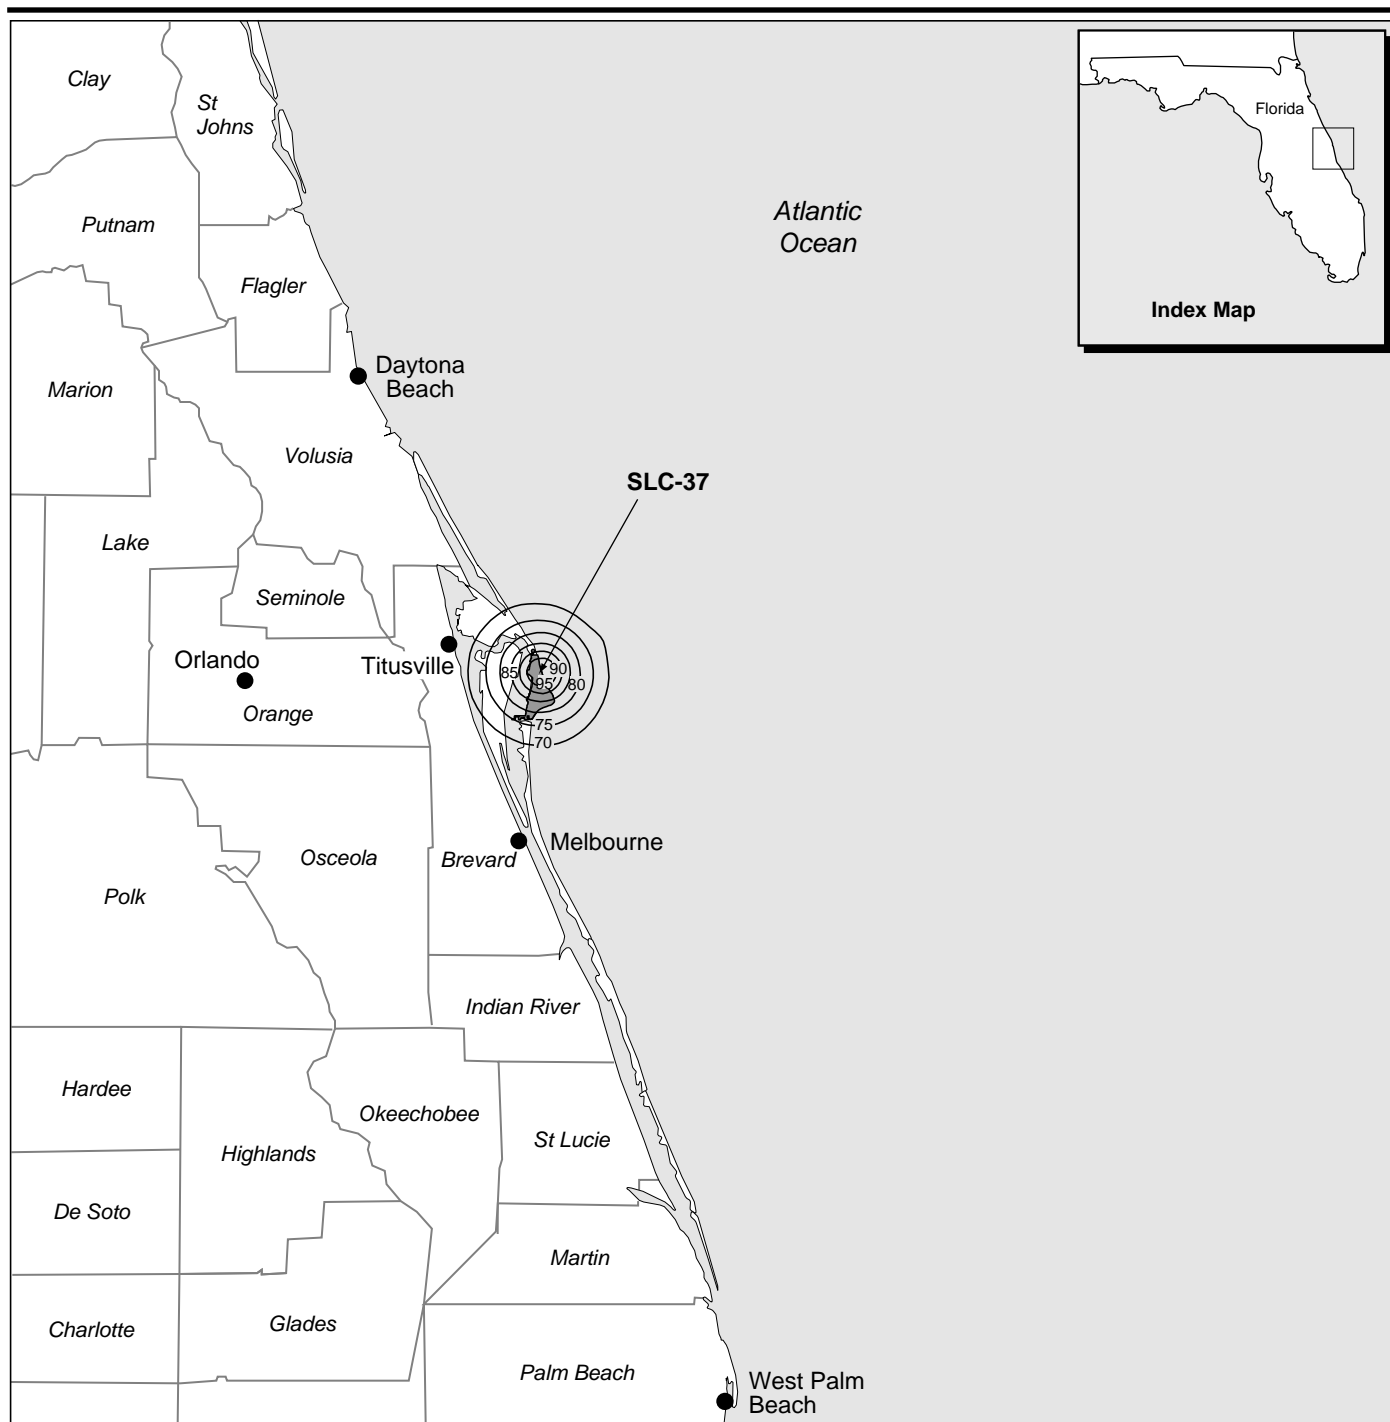 Clay
St
Johns
Florida
Putnam
Atlantic
Ocean
Flagler
Index Map
Daytona
Beach
Marion
Volusia
SLC-37
Lake
Seminole
Orlando
Titusville
85
90
95
80
Orange
75
70
Melbourne
Osceola
Brevard
Polk
Indian River
Hardee
Okeechobee
St Lucie
Highlands
De Soto
Martin
Glades
Charlotte
Palm Beach
West Palm
Beach